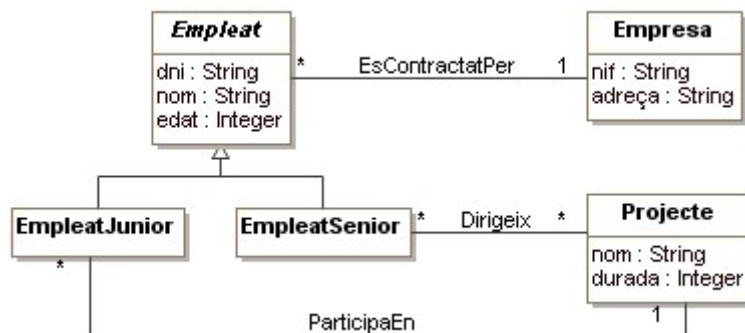 Empleat
dni : String
nom : String
edat : Integer
* EsContractatPer 1
Empresa
nif : String
adreça : String
EmpleatJunior
*
EmpleatSenior
* Dirigeix *
Projecte
nom : String
durada : Integer
1
ParticipaEn